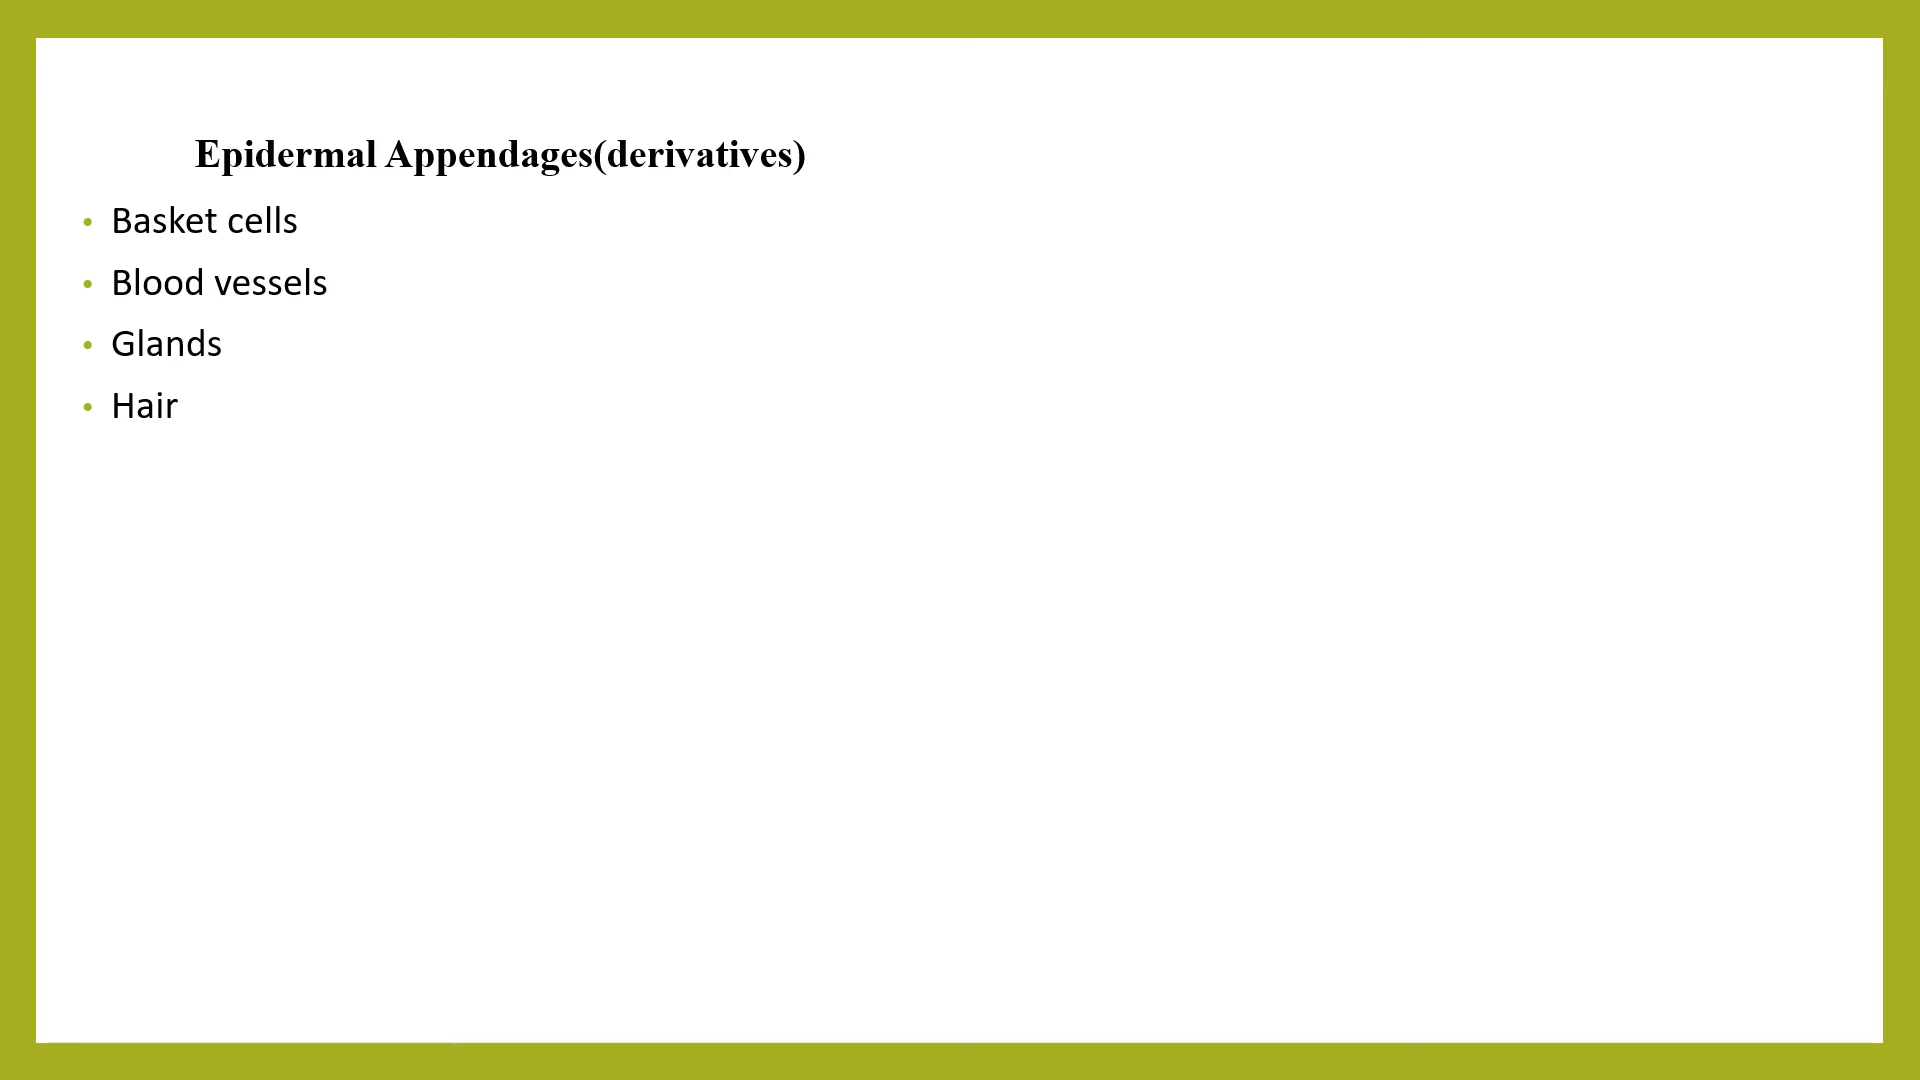 Epidermal Appendages(derivatives)
• Basket cells
• Blood vessels
• Glands
• Hair